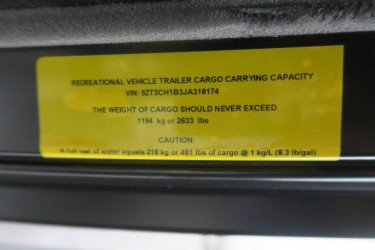 RECREATIONAL VEHICLE TRAILER CARGO CARRYING CAPACITY
VIN: 5ZT3CH1B3JA319174
THE WEIGHT OF CARGO SHOULD NEVER EXCEED
1194 kg or 2633 lbs
CAUTION:
A full load of water equals 218 kg or 481 lbs of cargo @ 1 kg/L (8.3 lb/gal)